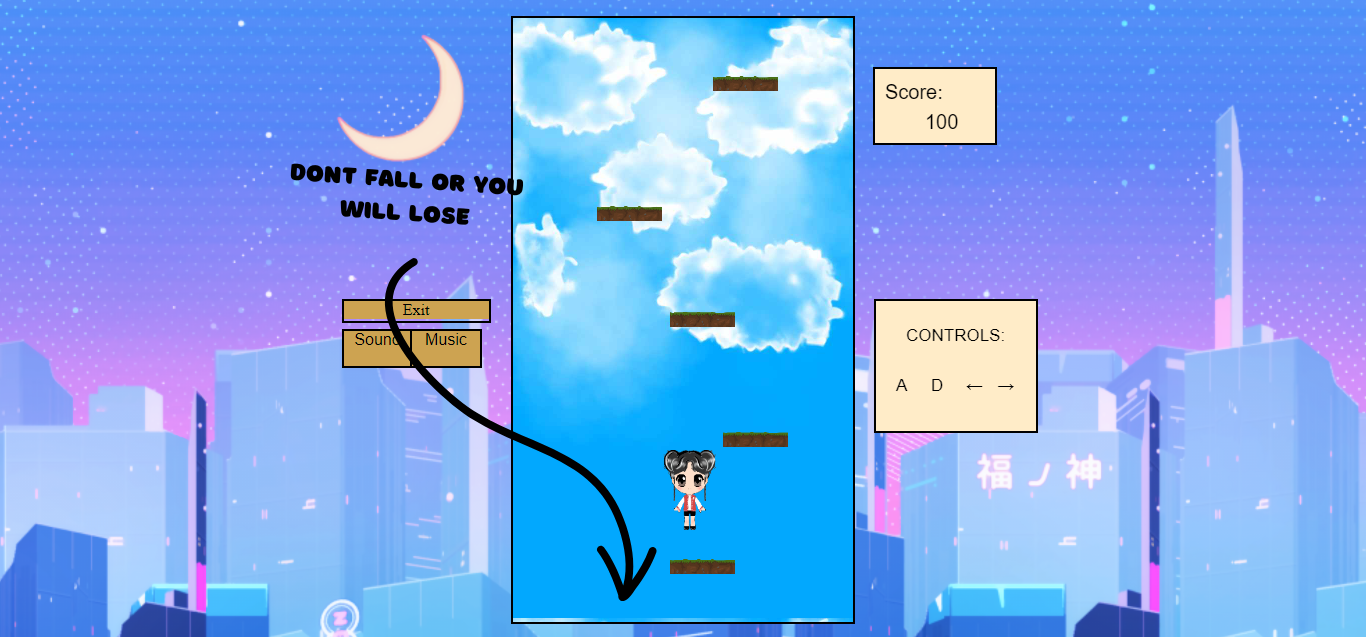 DONT FALL OR YOU
WILL LOSE
Exit
Sound
Music
Score:
100
CONTROLS:
A D ← →
福ノ神
Z